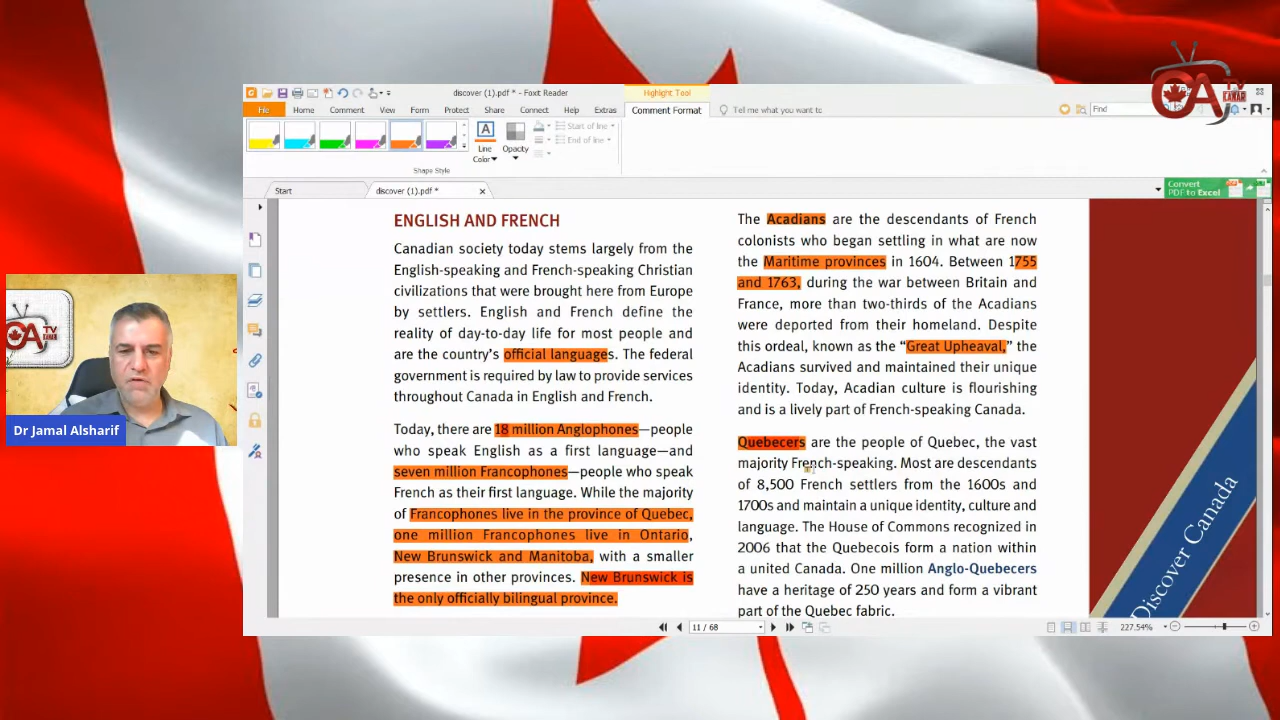 discover (1).pdf * - Foxit Reader
Highlight Tool
File
Home
Comment
View
Form
Protect
Share
Connect
Help
Extras
Comment Format
Tell me what you want to
Find
Line
Color
Opacity
Start of line
End of line
Shape Style
Start
discover (1).pdf *
Convert
PDF to Excel
ENGLISH AND FRENCH
Canadian society today stems largely from the
English-speaking and French-speaking Christian
civilizations that were brought here from Europe
by settlers. English and French define the
reality of day-to-day life for most people and
are the country's official languages. The federal
government is required by law to provide services
throughout Canada in English and French.
Today, there are 18 million Anglophones—people
who speak English as a first language—and
seven million Francophones—people who speak
French as their first language. While the majority
of Francophones live in the province of Quebec,
one million Francophones live in Ontario,
New Brunswick and Manitoba, with a smaller
presence in other provinces. New Brunswick is
the only officially bilingual province.
The Acadians are the descendants of French
colonists who began settling in what are now
the Maritime provinces in 1604. Between 1755
and 1763, during the war between Britain and
France, more than two-thirds of the Acadians
were deported from their homeland. Despite
this ordeal, known as the “Great Upheaval,” the
Acadians survived and maintained their unique
identity. Today, Acadian culture is flourishing
and is a lively part of French-speaking Canada.
Quebecers are the people of Quebec, the vast
majority French-speaking. Most are descendants
of 8,500 French settlers from the 1600s and
1700s and maintain a unique identity, culture and
language. The House of Commons recognized in
2006 that the Quebecois form a nation within
a united Canada. One million Anglo-Quebecers
have a heritage of 250 years and form a vibrant
part of the Quebec fabric.
Discover Canada
11 / 68
227.54%
Dr Jamal Alsharif
TV